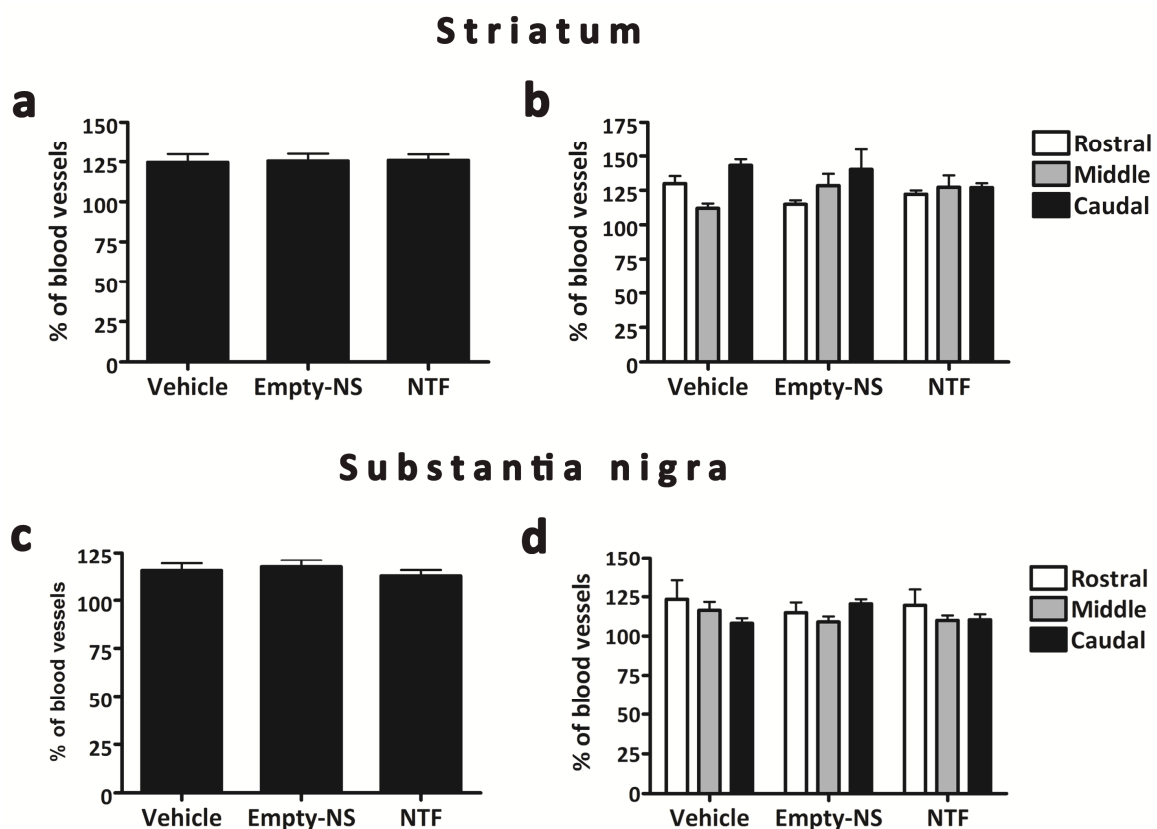 Striatum
a
% of blood vessels
150
125
100
75
50
25
0
Vehicle Empty-NS NTF
b
% of blood vessels
175
150
125
100
75
50
25
0
Vehicle Empty-NS NTF
Rostral
Middle
Caudal
Substantia nigra
c
% of blood vessels
125
100
75
50
25
0
Vehicle Empty-NS NTF
d
% of blood vessels
150
125
100
75
50
25
0
Vehicle Empty-NS NTF
Rostral
Middle
Caudal